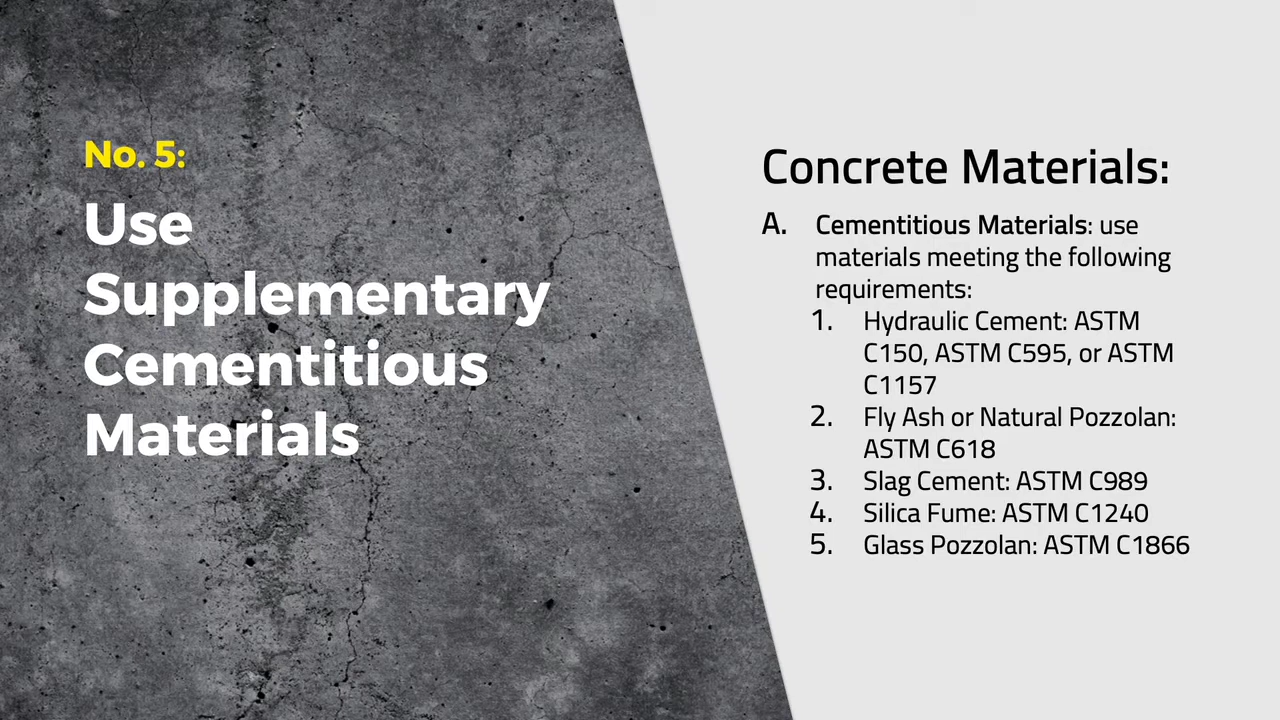 No. 5:
Use
Supplementary
Cementitious
Materials
Concrete Materials:
A. Cementitious Materials: use
materials meeting the following
requirements:
1. Hydraulic Cement: ASTM
C150, ASTM C595, or ASTM
C1157
2. Fly Ash or Natural Pozzolan:
ASTM C618
3. Slag Cement: ASTM C989
4. Silica Fume: ASTM C1240
5. Glass Pozzolan: ASTM C1866